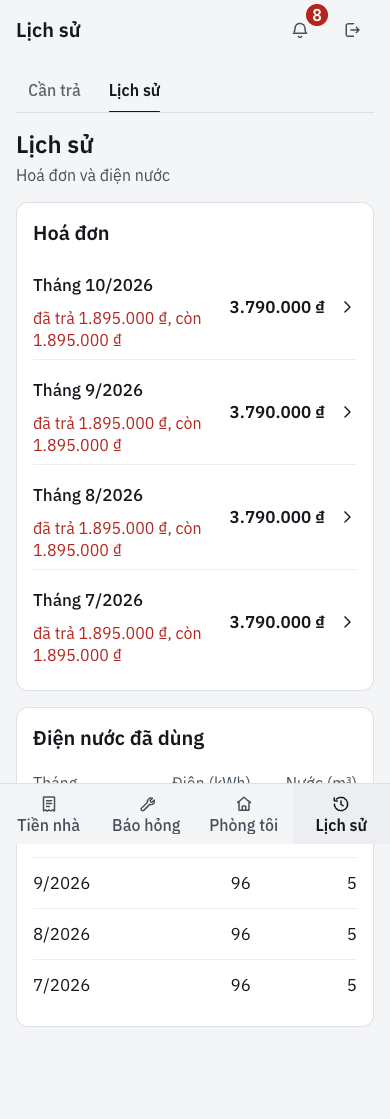 Lịch sử
8
Cần trả
Lịch sử
Lịch sử
Hoá đơn và điện nước
Hoá đơn
Tháng 10/2026
đã trả 1.895.000 ₫, còn
1.895.000 ₫
3.790.000 ₫
Tháng 9/2026
đã trả 1.895.000 ₫, còn
1.895.000 ₫
3.790.000 ₫
Tháng 8/2026
đã trả 1.895.000 ₫, còn
1.895.000 ₫
3.790.000 ₫
Tháng 7/2026
đã trả 1.895.000 ₫, còn
1.895.000 ₫
3.790.000 ₫
Điện nước đã dùng
Tháng Điện (kWh) Nước (m³)
Tiền nhà
Báo hỏng
Phòng tôi
Lịch sử
9/2026 96 5
8/2026 96 5
7/2026 96 5